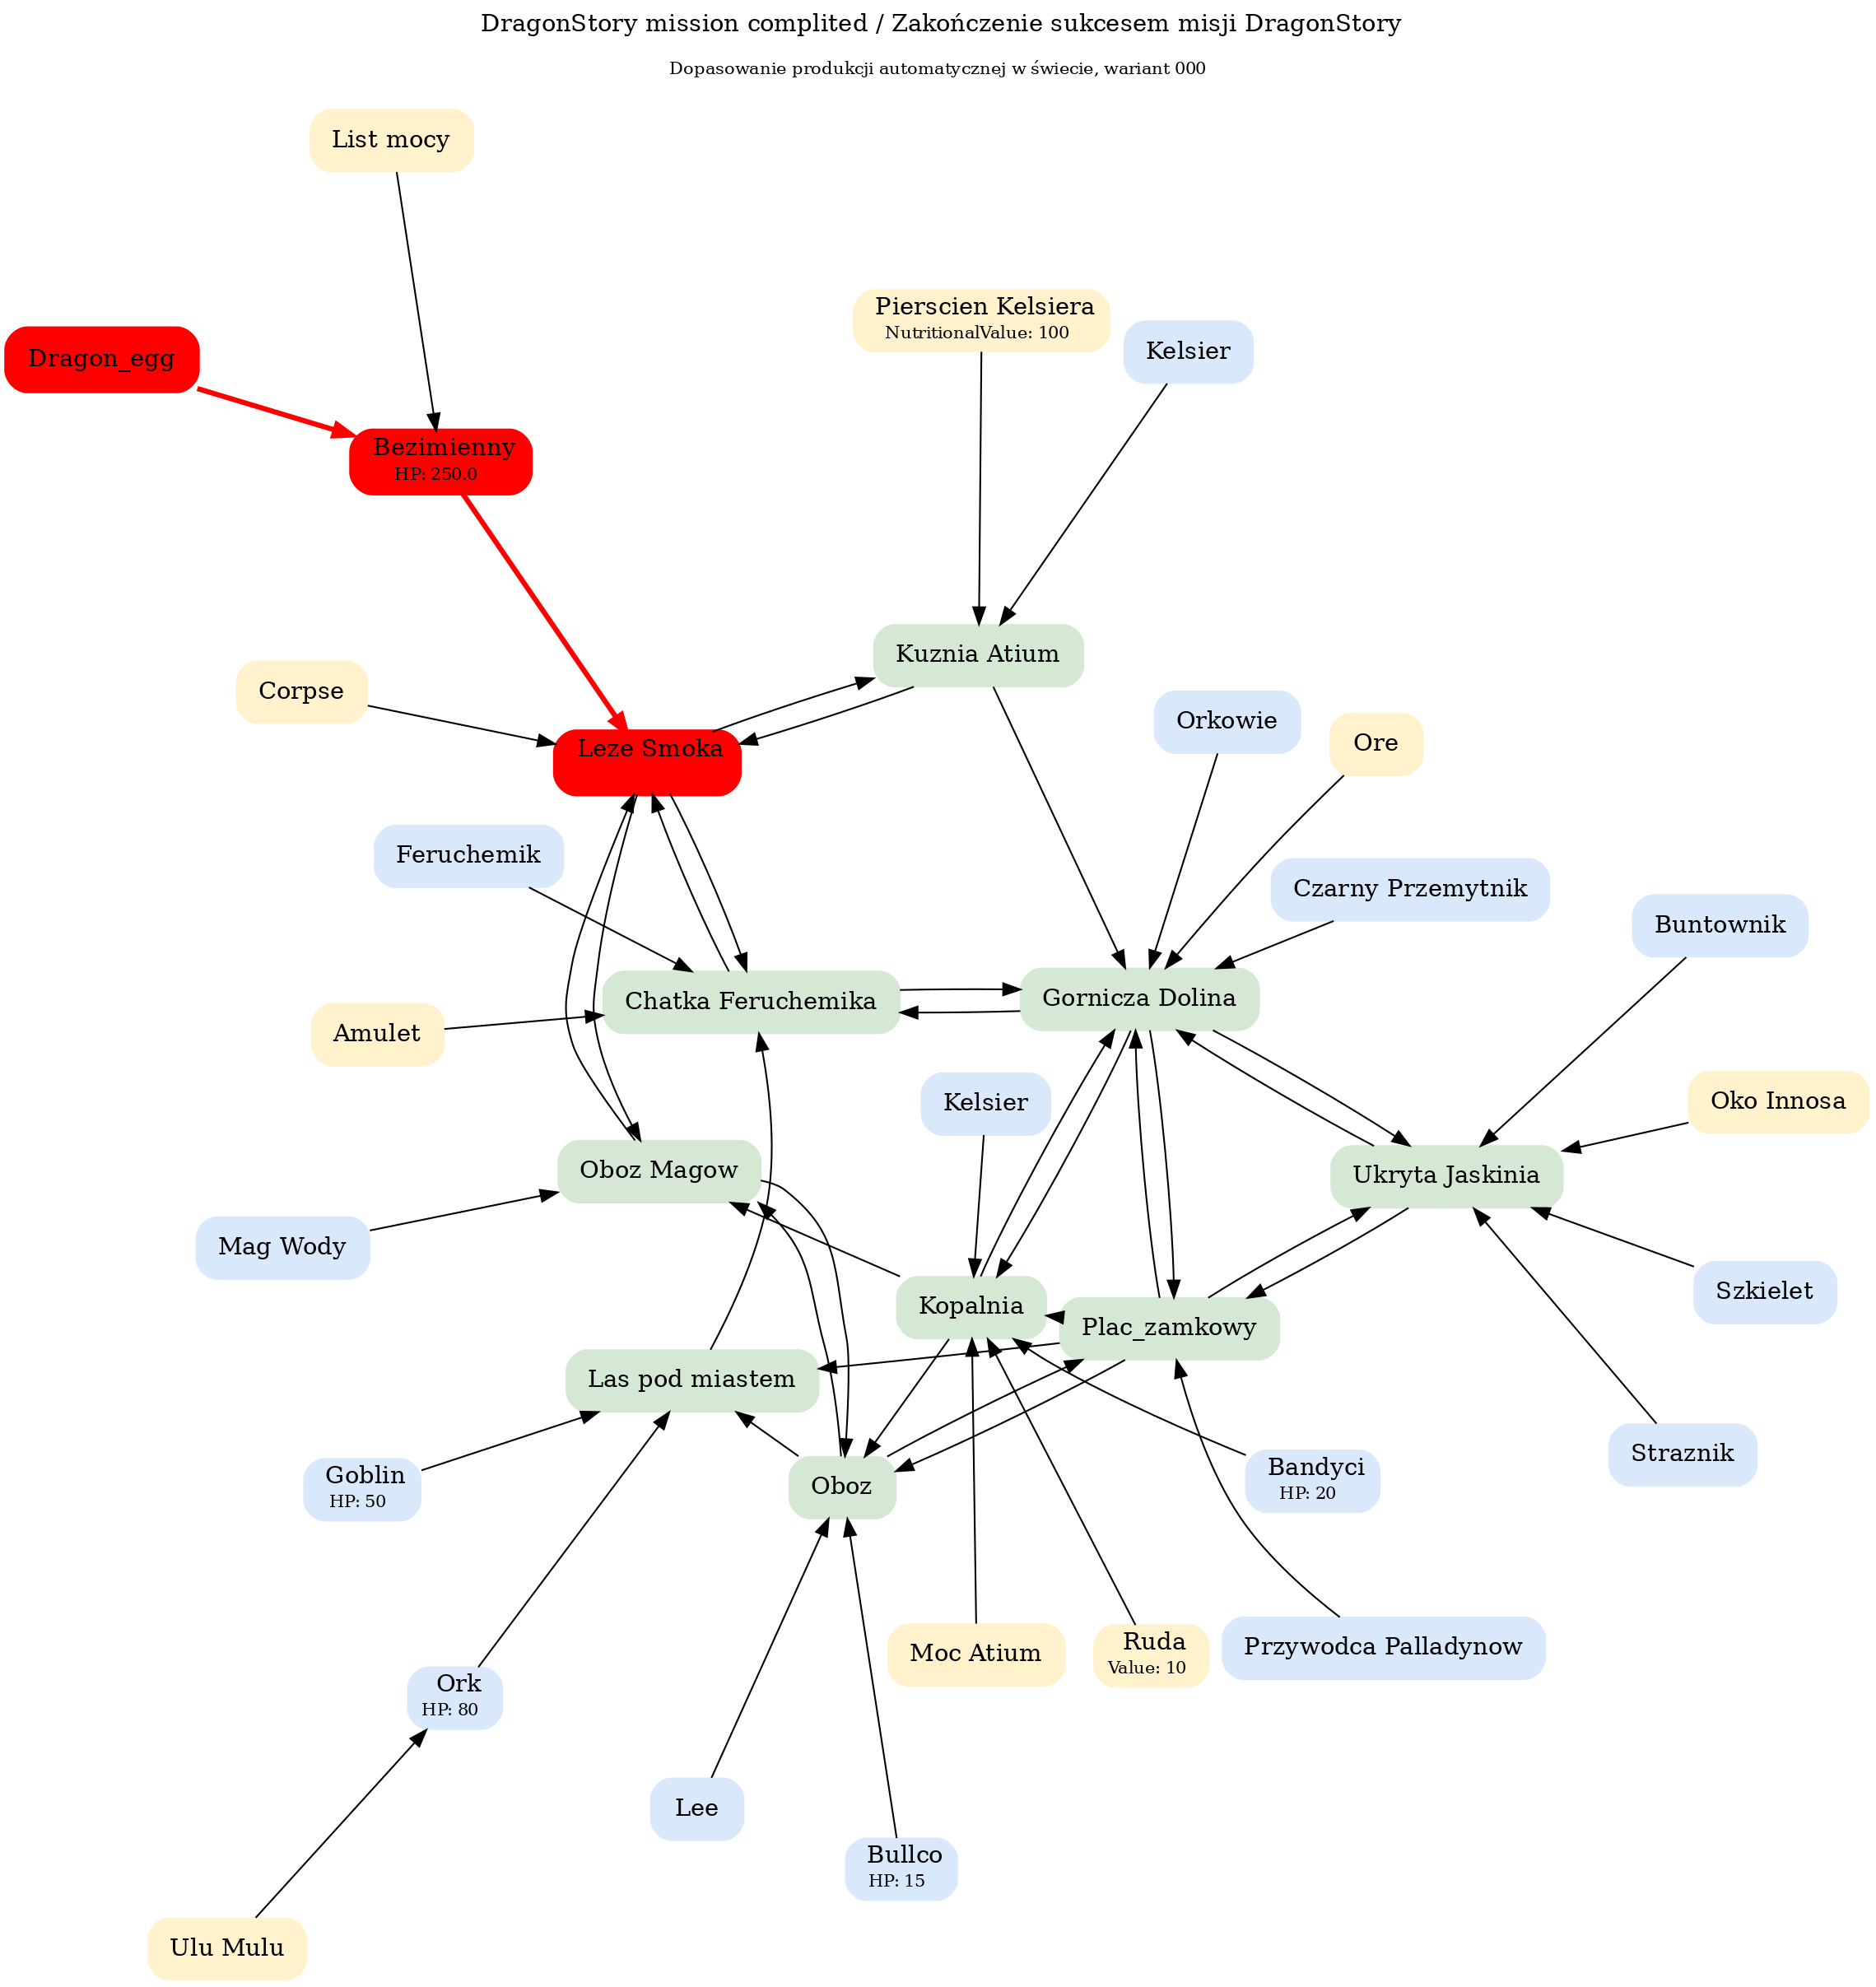 DragonStory mission complited / Zakończenie sukcesem misji DragonStory
Dopasowanie produkcji automatycznej w świecie, wariant 000
List mocy
Pierscien Kelsiera
NutritionalValue: 100
Kelsier
Dragon_egg
Bezimienny
HP: 250.0
Kuznia Atium
Corpse
Orkowie
Ore
Leze Smoka
Feruchemik
Czarny Przemytnik
Buntownik
Chatka Feruchemika
Gornicza Dolina
Amulet
Kelsier
Oko Innosa
Oboz Magow
Ukryta Jaskinia
Mag Wody
Szkielet
Kopalnia
Plac_zamkowy
Las pod miastem
Straznik
Goblin
HP: 50
Oboz
Bandyci
HP: 20
Moc Atium
Ruda
Value: 10
Przywodca Palladynow
Ork
HP: 80
Lee
Bullco
HP: 15
Ulu Mulu